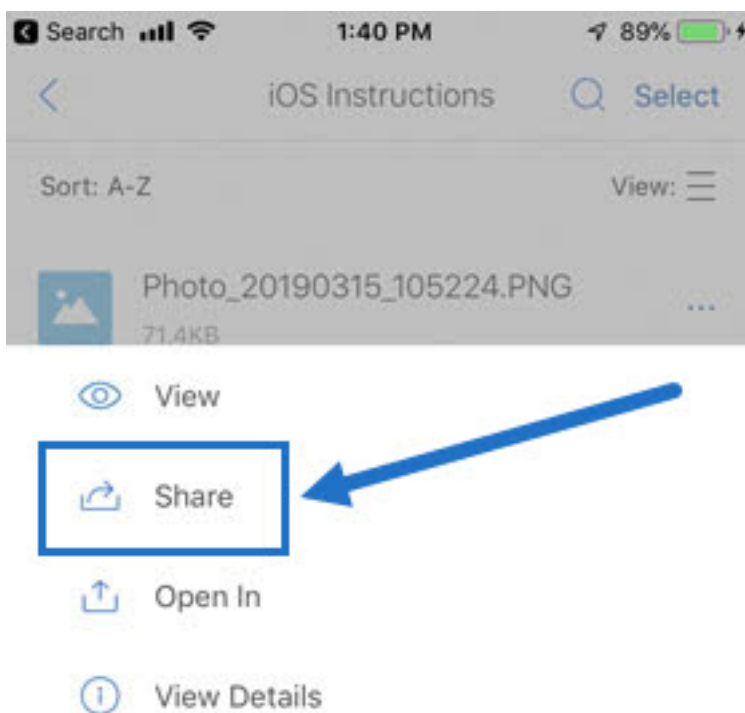 Search 1:40 PM 89%
iOS Instructions Select
Sort: A-Z View:
Photo_20190315_105224.PNG
71.4KB
View
Share
Open In
View Details